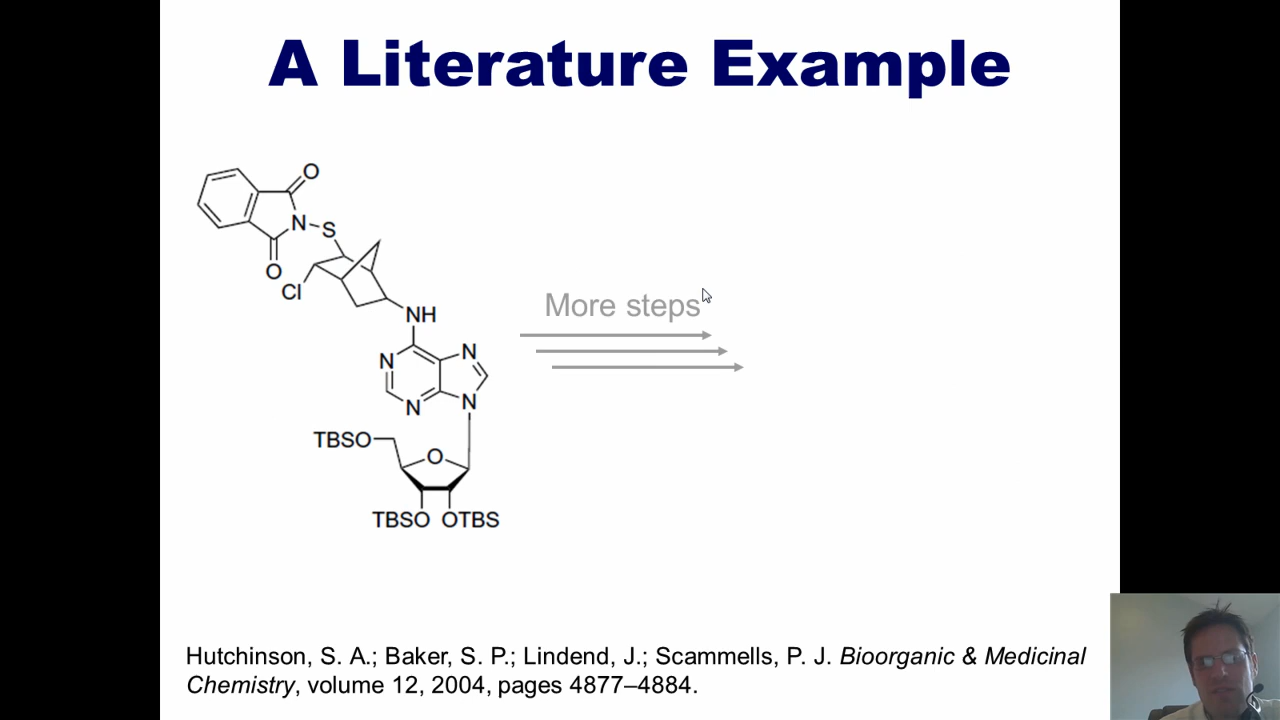 A Literature Example
O
N
S
O
Cl
NH
N
N
N
N
More steps
TBSO
O
TBSO OTBS
Hutchinson, S. A.; Baker, S. P.; Lindend, J.; Scammells, P. J. Bioorganic & Medicinal
Chemistry, volume 12, 2004, pages 4877–4884.